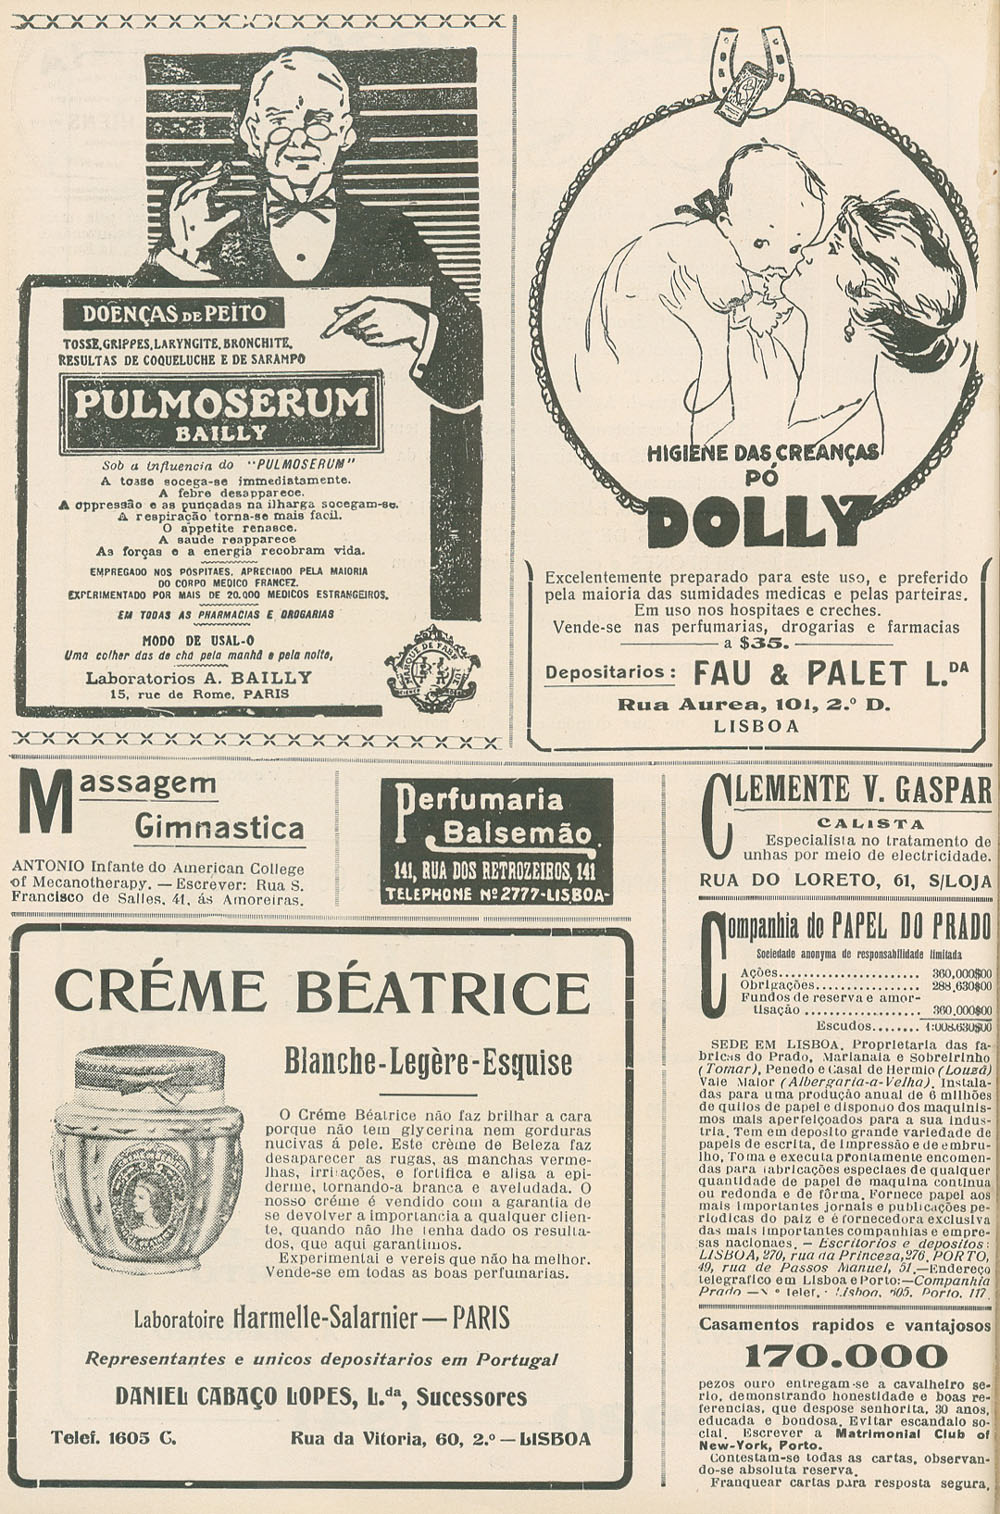 DOENÇAS DE PEITO
TOSSE, GRIPPES, LARYNGITE, BRONCHITE,
RESULTAS DE COQUELUCHE E DE SARAMPO
PULMOSERUM
BAILLY
Sob a influencia do "PULMOSERUM"
A tosse socega-se immediatamente.
A febre desapparece.
A oppressão e as punçadas na ilharga socegam-se.
A respiração torna-se mais facil.
O appetite renasce.
A saude reapparece
As forças e a energia recobram vida.
EMPREGADO NOS POSPITAES, APRECIADO PELA MAIORIA
DO CORPO MEDICO FRANCEZ.
EXPERIMENTADO POR MAIS DE 20.000 MEDICOS ESTRANGEIROS.
EM TODAS AS PHARMACIAS E DROGARIAS
MODO DE USAL-O
Uma colher das de chá pela manhã e pela noite,
Laboratorios A. BAILLY
15, rue de Rome, PARIS
MARQUE DE FABR
HIGIENE DAS CREANÇAS
PÓ
DOLLY
Excelentemente preparado para este uso, e preferido
pela maioria das sumidades medicas e pelas parteiras.
Em uso nos hospitaes e creches.
Vende-se nas perfumarias, drogarias e farmacias
a $35.
Depositarios: FAU & PALET L.DA
Rua Aurea, 101, 2.º D.
LISBOA
Massagem
Gimnastica
ANTONIO Infante do American College
of Mecanotherapy. — Escrever: Rua S.
Francisco de Salles, 41, ás Amoreiras.
Perfumaria
Balsemão
141, RUA DOS RETROZEIROS, 141
TELEPHONE Nº 2777-LISBOA-
CLEMENTE V. GASPAR
CALISTA
Especialista no tratamento de
unhas por meio de electricidade.
RUA DO LORETO, 61, S/LOJA
CRÉME BÉATRICE
Blanche-Legère-Esquise
O Créme Béatrice não faz brilhar a cara
porque não tem glycerina nem gorduras
nucivas á pele. Este crème de Beleza faz
desaparecer as rugas, as manchas verme-
lhas, irritações, e fortifica e alisa a epi-
derme, tornando-a branca e aveludada. O
nosso créme é vendido com a garantia de
se devolver a importancia a qualquer clien-
te, quando não lhe tenha dado os resulta-
dos, que aqui garantimos.
Experimentai e vereis que não ha melhor.
Vende-se em todas as boas perfumarias.
Laboratoire Harmelle-Salarnier — PARIS
Representantes e unicos depositarios em Portugal
DANIEL CABAÇO LOPES, L.da, Sucessores
Telef. 1605 C. Rua da Vitoria, 60, 2.º — LISBOA
Companhia do PAPEL DO PRADO
Sociedade anonyma de responsabilidade limitada
Ações...................... 360,000$00
Obrigações................ 288,630$00
Fundos de reserva e amor-
tisação .................. 360.000$00
Escudos........ 1:008.630$00
SEDE EM LISBOA. Proprietaria das fa-
bricas do Prado, Marianaia e Sobreirinho
(Tomar), Penedo e Casal de Hermio (Louzã)
Vale Maior (Albergaria-a-Velha). Instala-
das para uma produção anual de 6 milhões
de quilos de papel e dispondo dos maquinis-
mos mais aperfeiçoados para a sua indus-
tria. Tem em deposito grande variedade de
papeis de escrita, de impressão e de embru-
lho. Toma e executa prontamente encomen-
das para fabricações especiaes de qualquer
quantidade de papel de maquina continua
ou redonda e de fôrma. Fornece papel aos
mais importantes jornais e publicações pe-
riodicas do paiz e é fornecedora exclusiva
das mais importantes companhias e empre-
sas nacionaes. — Escritorios e depositos:
LISBOA, 270, rua da Princeza, 276. PORTO,
49, rua de Passos Manuel, 51.—Endereço
telegrafico em Lisboa e Porto:—Companhia
Prado — telef.: Lisboa, 605. Porto, 117.
Casamentos rapidos e vantajosos
170.000
pezos ouro entregam-se a cavalheiro se-
rio, demonstrando honestidade e boas re-
ferencias, que despose senhorita, 30 anos,
educada e bondosa. Evitar escandalo so-
cial. Escrever a Matrimonial Club of
New-York, Porto.
Contestam-se todas as cartas, observan-
do-se absoluta reserva.
Franquear cartas para resposta segura.